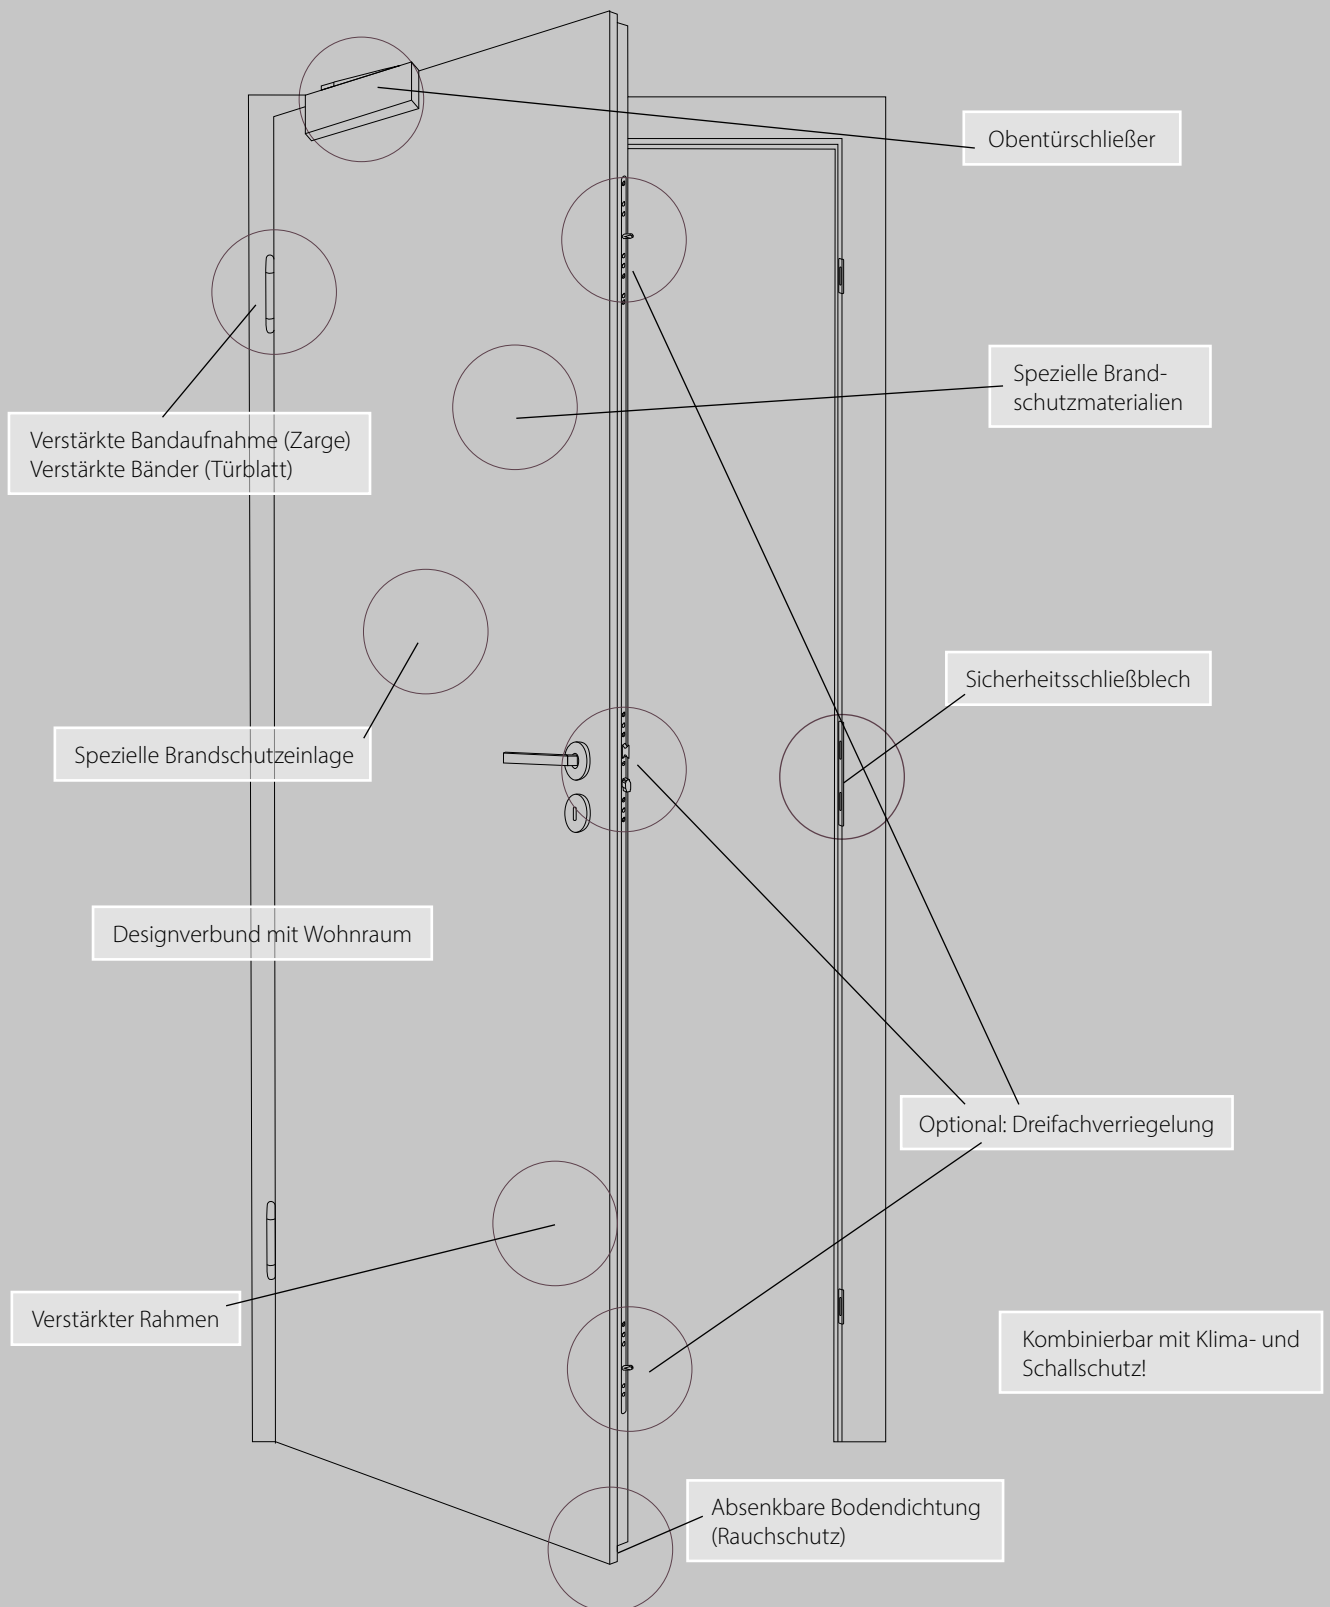 Obentürschließer
Spezielle Brand-
schutzmaterialien
Verstärkte Bandaufnahme (Zarge)
Verstärkte Bänder (Türblatt)
Sicherheitsschließblech
Spezielle Brandschutzeinlage
Designverbund mit Wohnraum
Optional: Dreifachverriegelung
Verstärkter Rahmen
Kombinierbar mit Klima- und
Schallschutz!
Absenkbare Bodendichtung
(Rauchschutz)